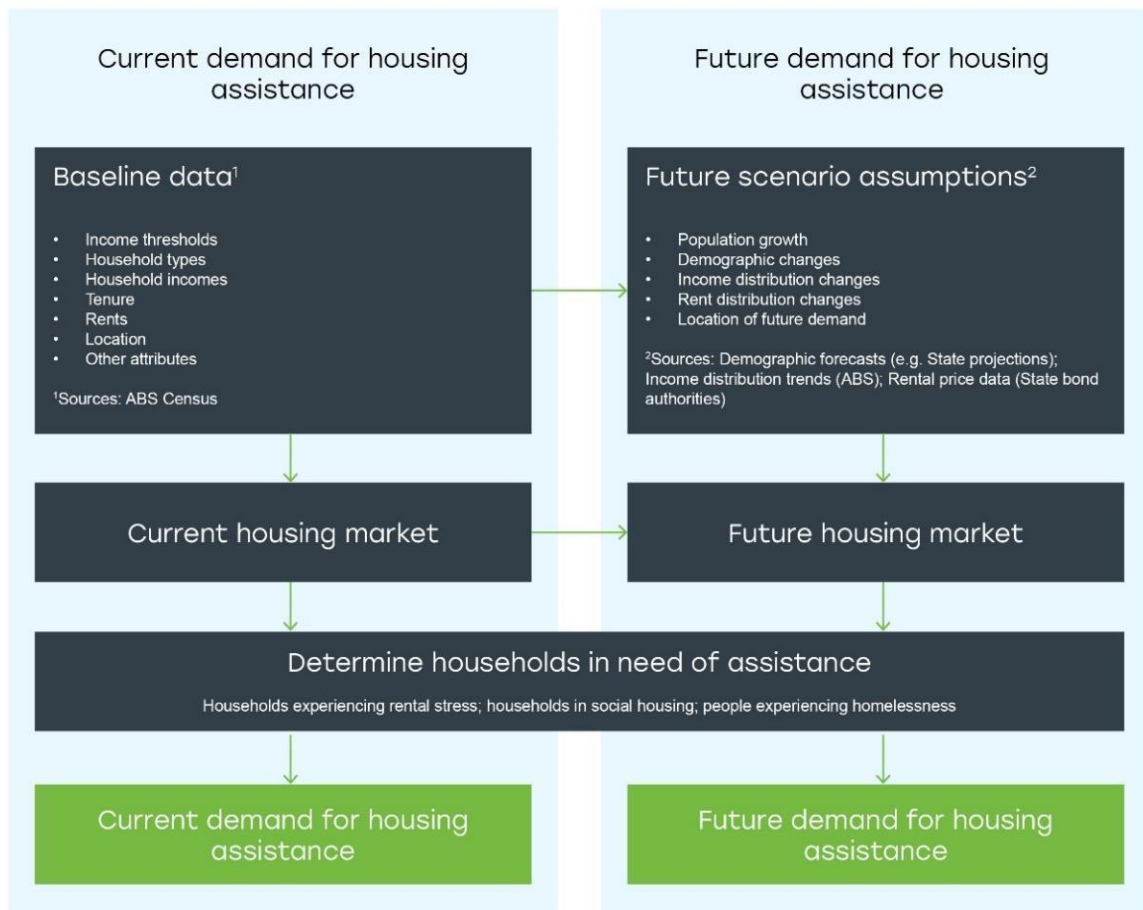 Current demand for housing
assistance
Baseline data¹
• Income thresholds
• Household types
• Household incomes
• Tenure
• Rents
• Location
• Other attributes
¹Sources: ABS Census
Future demand for housing
assistance
Future scenario assumptions²
• Population growth
• Demographic changes
• Income distribution changes
• Rent distribution changes
• Location of future demand
²Sources: Demographic forecasts (e.g. State projections);
Income distribution trends (ABS); Rental price data (State bond
authorities)
Current housing market
Future housing market
Determine households in need of assistance
Households experiencing rental stress; households in social housing; people experiencing homelessness
Current demand for housing
assistance
Future demand for housing
assistance